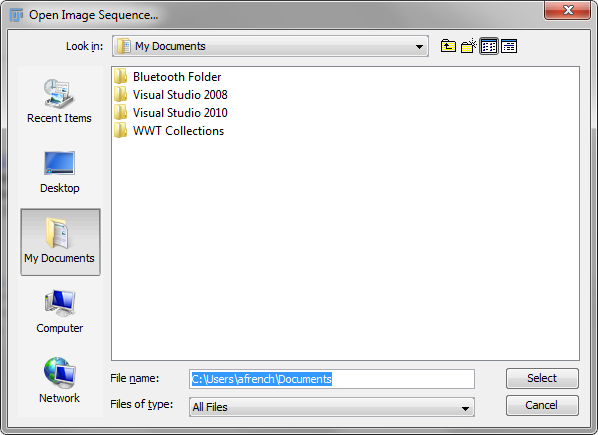 Open Image Sequence...
Look in: My Documents
Recent Items
Desktop
My Documents
Computer
Network
Bluetooth Folder
Visual Studio 2008
Visual Studio 2010
WWT Collections
File name: C:\Users\afrench\Documents
Select
Files of type: All Files
Cancel